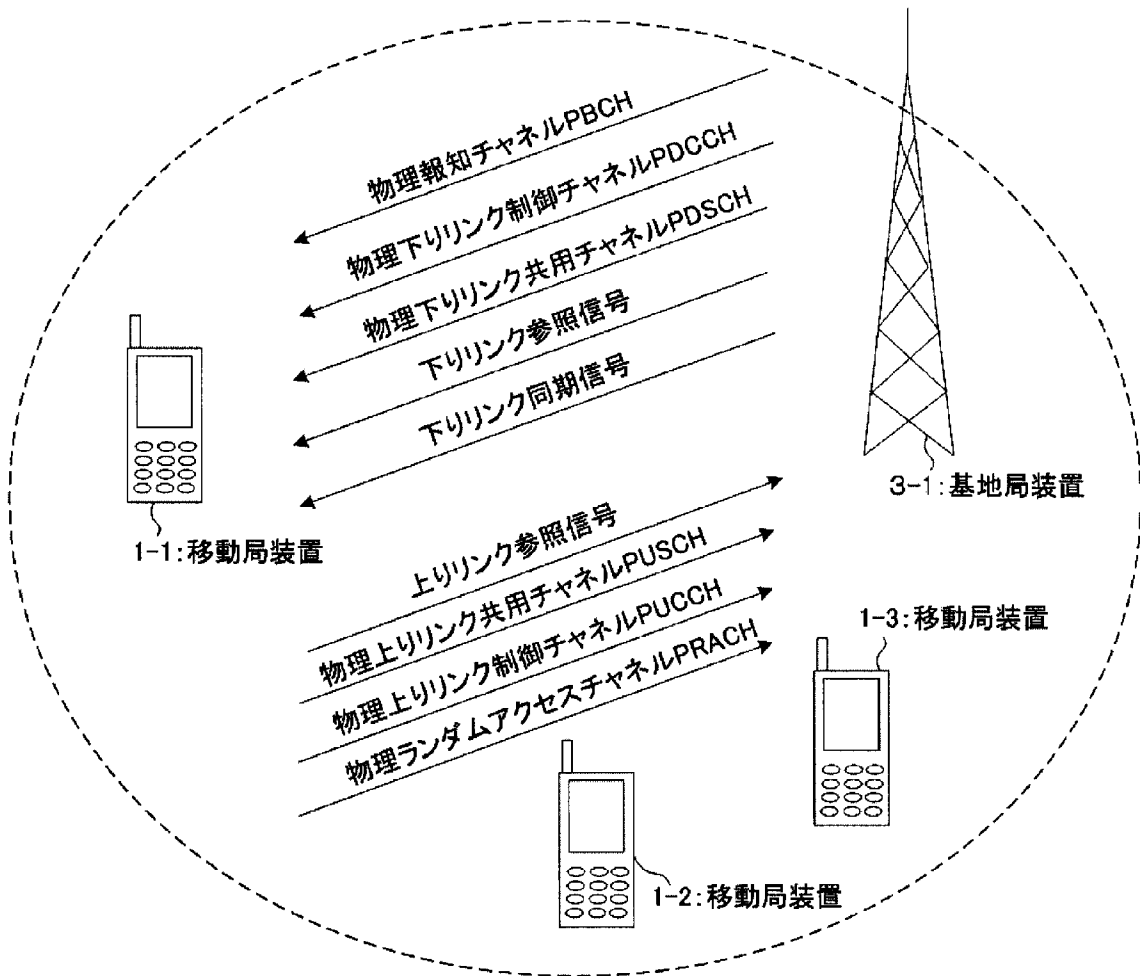 物理報知チャネルPBCH
物理下りリンク制御チャネルPDCCH
物理下りリンク共用チャネルPDSCH
下りリンク参照信号
下りリンク同期信号
3-1:基地局装置
1-1:移動局装置
上りリンク参照信号
物理上りリンク共用チャネルPUSCH
物理上りリンク制御チャネルPUCCH
物理ランダムアクセスチャネルPRACH
1-3:移動局装置
1-2:移動局装置